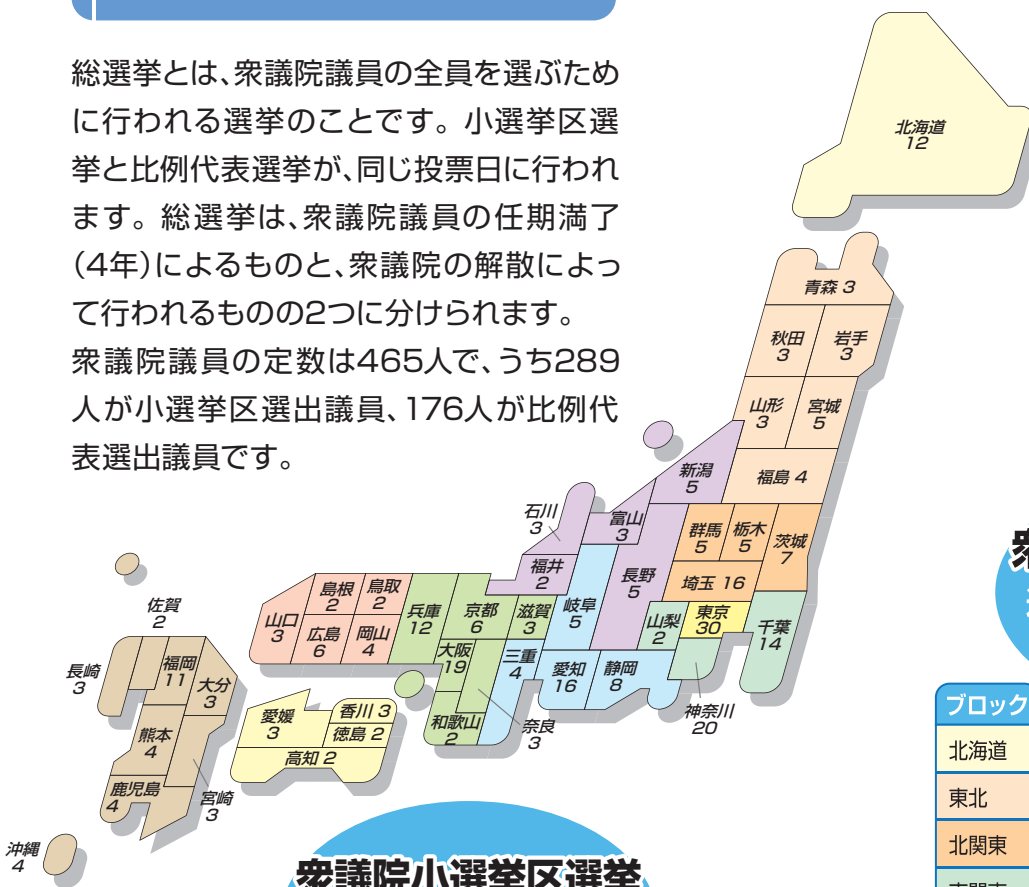 総選挙とは、衆議院議員の全員を選ぶため
に行われる選挙のことです。小選挙区選
挙と比例代表選挙が、同じ投票日に行われ
ます。総選挙は、衆議院議員の任期満了
(4年)によるものと、衆議院の解散によっ
て行われるものの2つに分けられます。
衆議院議員の定数は465人で、うち289
人が小選挙区選出議員、176人が比例代
表選出議員です。
北海道
12
青森 3
秋田
3
岩手
3
山形
3
宮城
5
福島 4
新潟
5
石川
3
富山
3
福井
2
長野
5
群馬
5
栃木
5
茨城
7
埼玉 16
東京
30
山梨
2
千葉
14
神奈川
20
岐阜
5
愛知
16
静岡
8
三重
4
滋賀
3
京都
6
兵庫
12
大阪
19
奈良
3
和歌山
2
鳥取
2
島根
2
岡山
4
広島
6
山口
3
香川 3
徳島 2
愛媛
3
高知 2
佐賀
2
長崎
3
福岡
11
大分
3
熊本
4
宮崎
3
鹿児島
4
沖縄
4
衆議院小選挙区選挙
衆
ブロック
北海道
東北
北関東